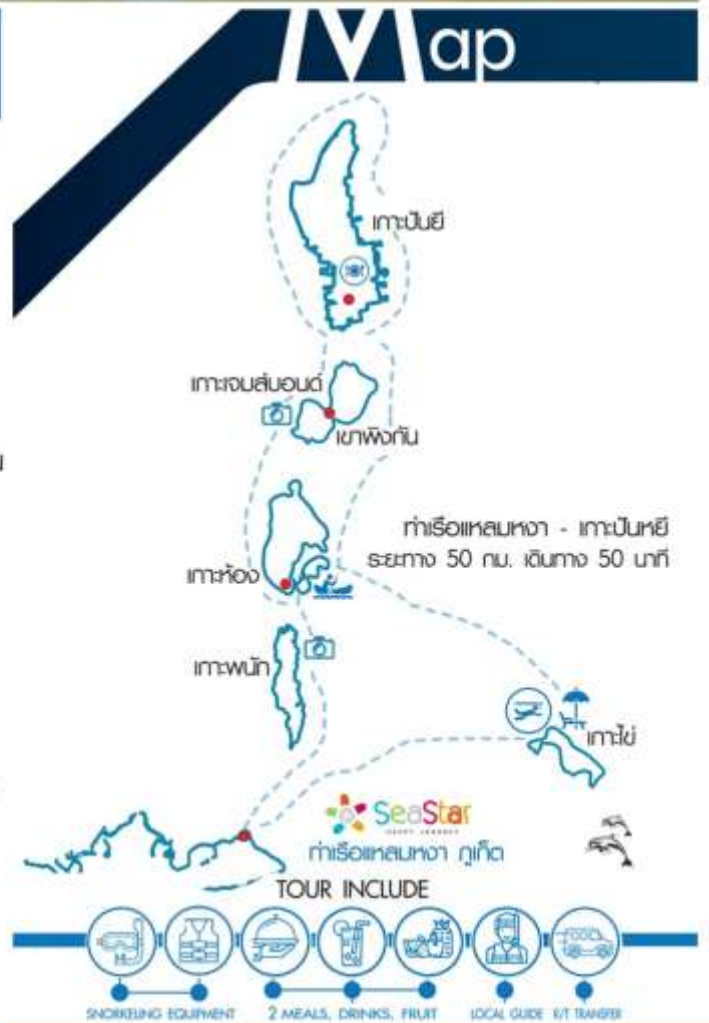 Map
เกาะปันยี
เกาะเจมส์บอนด์
เขาพิงกัน
ท่าเรือแหลมหงา - เกาะปันหยี
ระยะทาง 50 กม. เดินทาง 50 นาที
เกาะห้อง
เกาะพนัก
เกาะไข่
SeaStar
HAPPY JOURNEY
ท่าเรือแหลมหงา ภูเก็ต
TOUR INCLUDE
SNORKELING EQUIPMENT
2 MEALS, DRINKS, FRUIT
LOCAL GUIDE
R/T TRANSFER